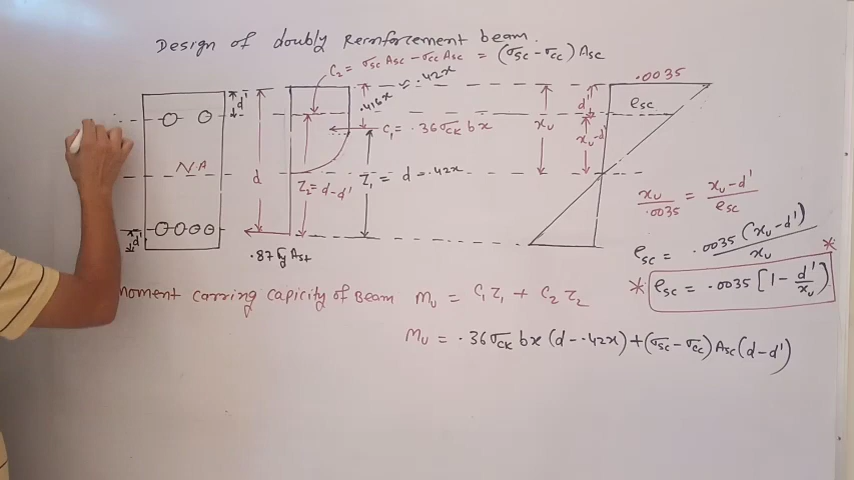 Design of doubly Reinforcement beam.
C₂ = σsc Asc - σcc Asc = (σsc - σcc) Asc
.0035
.416x ≈ .42x
d'
d'
esc
C₁ = .36 σck b x
xu
xu-d'
NA
d
Z₂ = d-d'
Z₁ = d-.42x
xu/.0035 = (xu-d')/esc
d'
.87 fy Ast
esc = .0035 (xu-d')/xu
* esc = .0035 [1 - d'/xu] *
moment carring capicity of Beam Mu = C₁Z₁ + C₂Z₂
Mu = .36 σck bx (d-.42x) + (σsc - σcc) Asc (d-d')